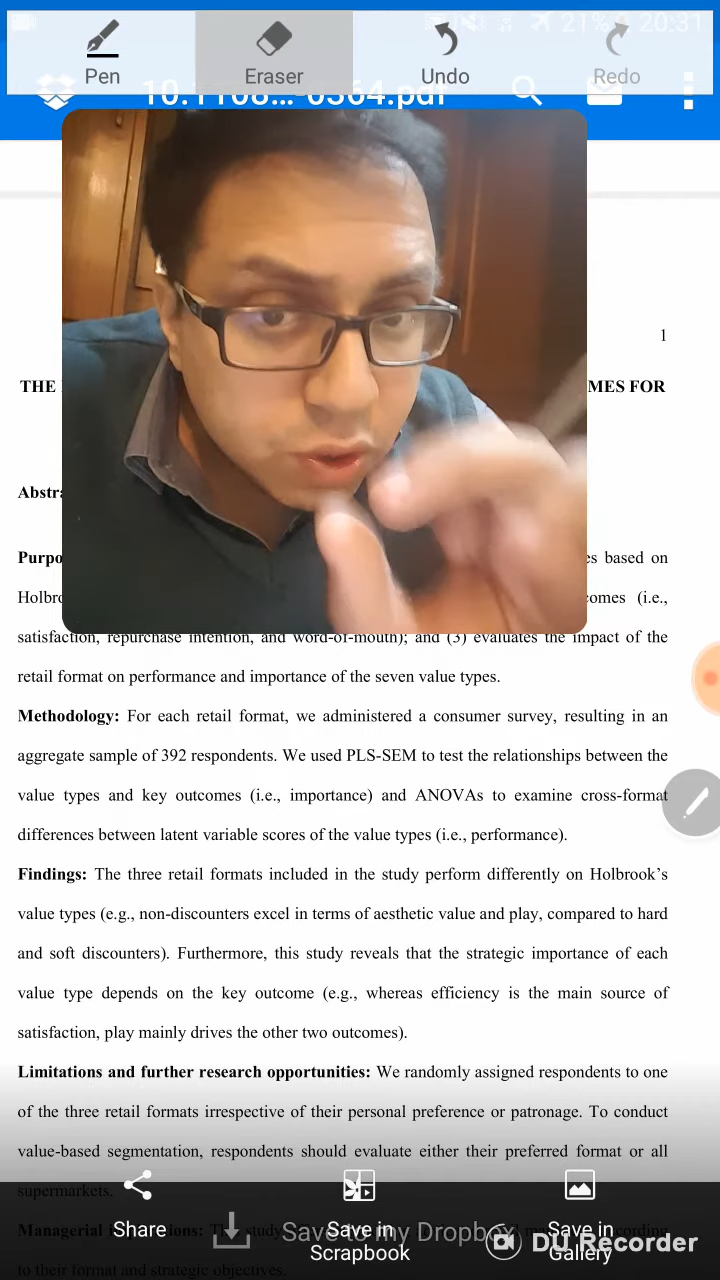 21% 20:31
Pen Eraser Undo Redo
1
THE MES FOR
Abstra
Purpo es based on
Holbro comes (i.e.,
satisfaction, repurchase intention, and word-of-mouth); and (3) evaluates the impact of the
retail format on performance and importance of the seven value types.
Methodology: For each retail format, we administered a consumer survey, resulting in an
aggregate sample of 392 respondents. We used PLS-SEM to test the relationships between the
value types and key outcomes (i.e., importance) and ANOVAs to examine cross-format
differences between latent variable scores of the value types (i.e., performance).
Findings: The three retail formats included in the study perform differently on Holbrook's
value types (e.g., non-discounters excel in terms of aesthetic value and play, compared to hard
and soft discounters). Furthermore, this study reveals that the strategic importance of each
value type depends on the key outcome (e.g., whereas efficiency is the main source of
satisfaction, play mainly drives the other two outcomes).
Limitations and further research opportunities: We randomly assigned respondents to one
of the three retail formats irrespective of their personal preference or patronage. To conduct
value-based segmentation, respondents should evaluate either their preferred format or all
supermarkets.
Share Save in Scrapbook Save in Gallery
Save to my Dropbox
DU Recorder
to their format and strategic objectives.